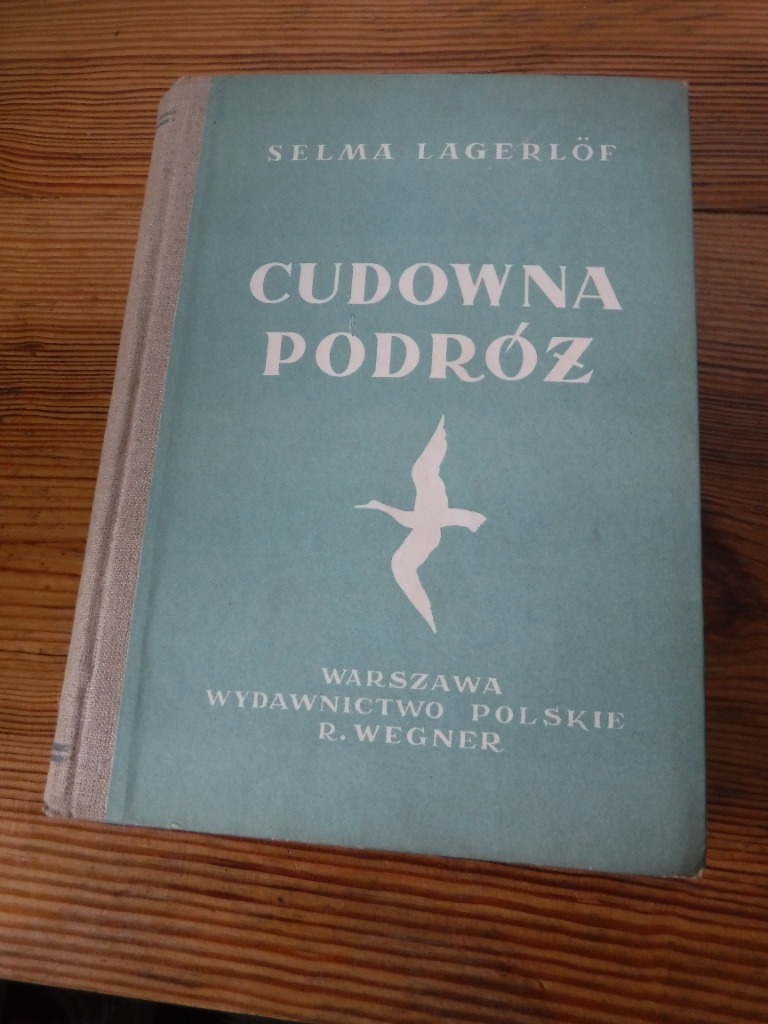 SELMA LAGERLÖF
CUDOWNA
PODRÓŻ
WARSZAWA
WYDAWNICTWO POLSKIE
R. WEGNER